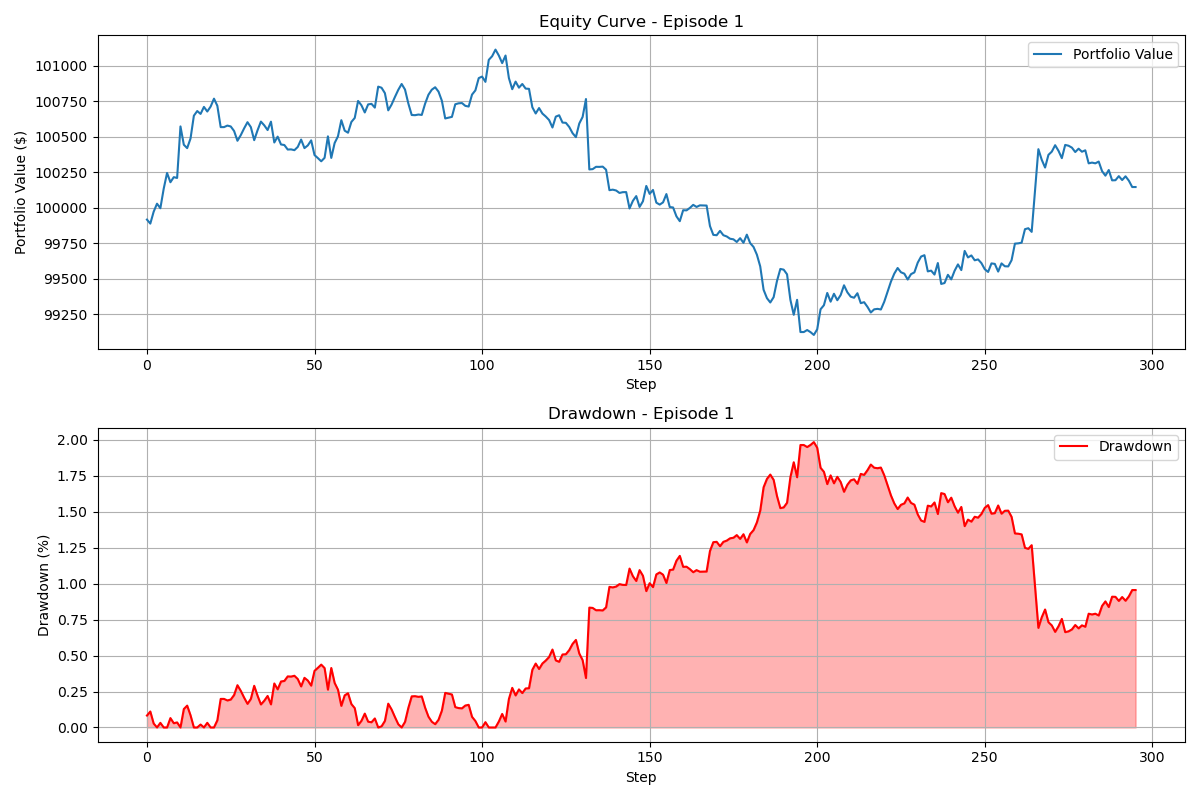 Equity Curve - Episode 1
Portfolio Value
Portfolio Value ($)
101000
100750
100500
100250
100000
99750
99500
99250
0 50 100 150 200 250 300
Step
Drawdown - Episode 1
Drawdown
Drawdown (%)
2.00
1.75
1.50
1.25
1.00
0.75
0.50
0.25
0.00
0 50 100 150 200 250 300
Step